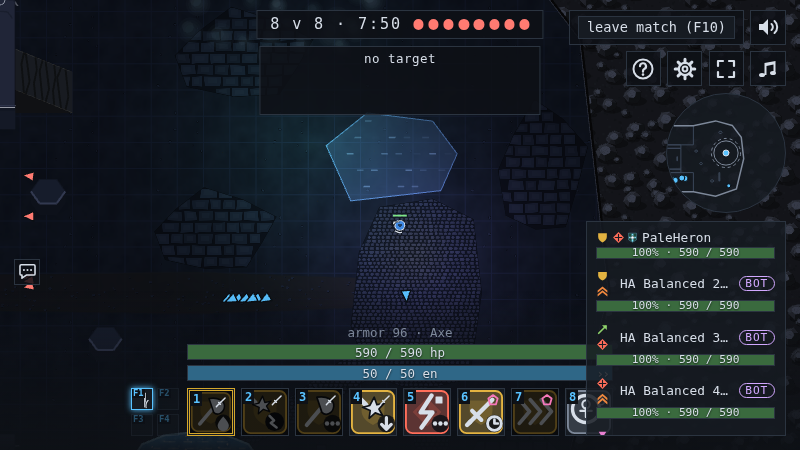 8 v 8 · 7:50
leave match (F10)
no target
PaleHeron
100% · 590 / 590
HA Balanced 2… BOT
100% · 590 / 590
HA Balanced 3… BOT
100% · 590 / 590
HA Balanced 4… BOT
100% · 590 / 590
armor 96 · Axe
590 / 590 hp
50 / 50 en
F1 F2
F3 F4
1 2 3 4 5 6 7 8